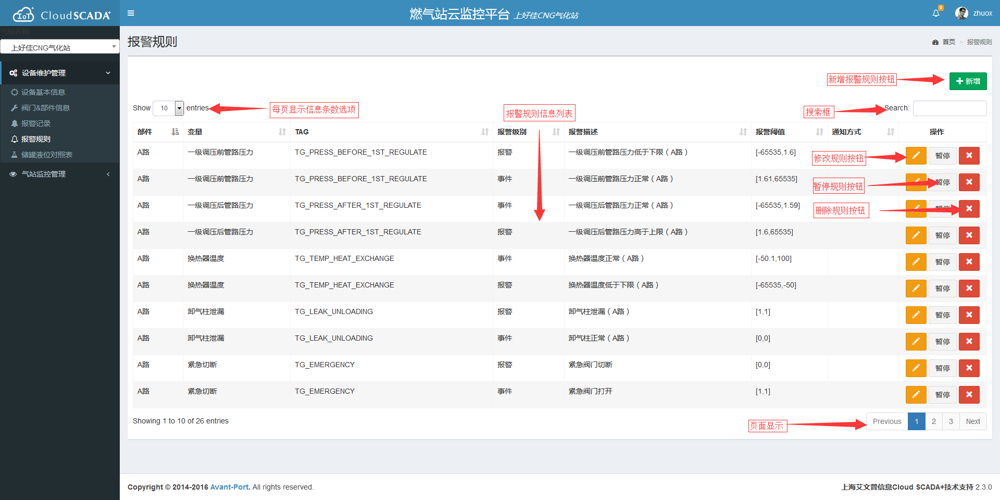 IoT CloudSCADA+
燃气站云监控平台 上好佳CNG气化站
0
zhuox
气站名称
上好佳CNG气化站
设备维护管理
设备基本信息
阀门&部件信息
报警记录
报警规则
储罐液位对照表
气站监控管理
报警规则
首页 > 报警规则
新增报警规则按钮
新增
Show 10 entries
每页显示信息条数选项
报警规则信息列表
搜索框
Search:
部件 变量 TAG 报警级别 报警描述 报警阈值 通知方式 操作
A路 一级调压前管路压力 TG_PRESS_BEFORE_1ST_REGULATE 报警 一级调压前管路压力低于下限（A路） [-65535,1.6] 修改规则按钮 暂停
A路 一级调压前管路压力 TG_PRESS_BEFORE_1ST_REGULATE 事件 一级调压前管路压力正常（A路） [1.61,65535] 暂停规则按钮 暂停
A路 一级调压后管路压力 TG_PRESS_AFTER_1ST_REGULATE 事件 一级调压后管路压力正常（A路） [-65535,1.59] 删除规则按钮 暂停
A路 一级调压后管路压力 TG_PRESS_AFTER_1ST_REGULATE 报警 一级调压后管路压力高于上限（A路） [1.6,65535] 暂停
A路 换热器温度 TG_TEMP_HEAT_EXCHANGE 事件 换热器温度正常（A路） [-50.1,100] 暂停
A路 换热器温度 TG_TEMP_HEAT_EXCHANGE 报警 换热器温度低于下限（A路） [-65535,-50] 暂停
A路 卸气柱泄漏 TG_LEAK_UNLOADING 报警 卸气柱泄漏（A路） [1,1] 暂停
A路 卸气柱泄漏 TG_LEAK_UNLOADING 事件 卸气柱正常（A路） [0,0] 暂停
A路 紧急切断 TG_EMERGENCY 报警 紧急阀门切断 [0,0] 暂停
A路 紧急切断 TG_EMERGENCY 事件 紧急阀门打开 [1,1] 暂停
Showing 1 to 10 of 26 entries
页面显示
Previous 1 2 3 Next
Copyright © 2014-2016 Avant-Port. All rights reserved.
上海艾文普信息Cloud SCADA+技术支持 2.3.0